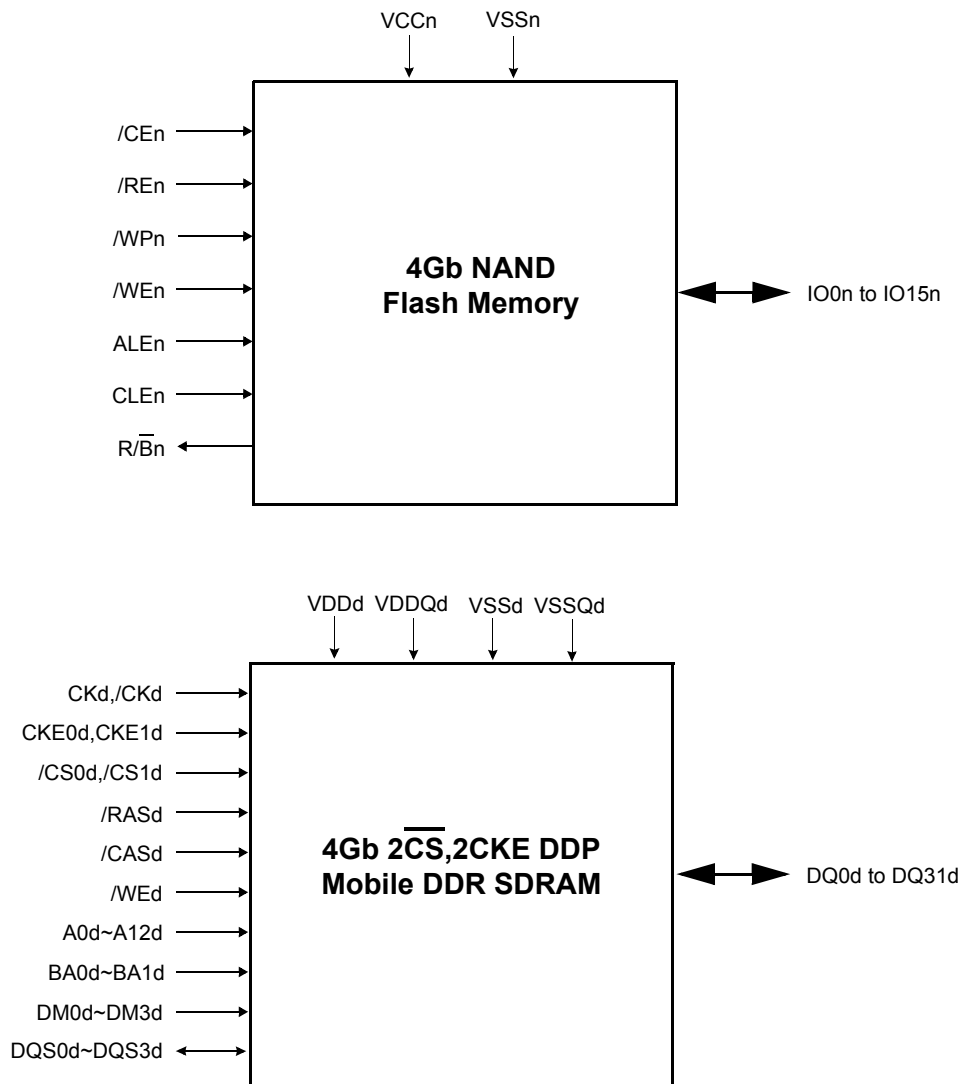 VCCn VSSn
/CEn
/REn
/WPn
/WEn
ALEn
CLEn
R/B̅n
4Gb NAND
Flash Memory
IO0n to IO15n
VDDd VDDQd VSSd VSSQd
CKd,/CKd
CKE0d,CKE1d
/CS0d,/CS1d
/RASd
/CASd
/WEd
A0d~A12d
BA0d~BA1d
DM0d~DM3d
DQS0d~DQS3d
4Gb 2C̅S̅,2CKE DDP
Mobile DDR SDRAM
DQ0d to DQ31d